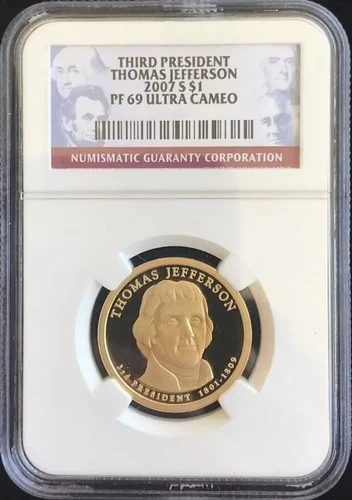 THIRD PRESIDENT
THOMAS JEFFERSON
2007 S $1
PF 69 ULTRA CAMEO
NUMISMATIC GUARANTY CORPORATION
THOMAS JEFFERSON
3rd PRESIDENT 1801-1809